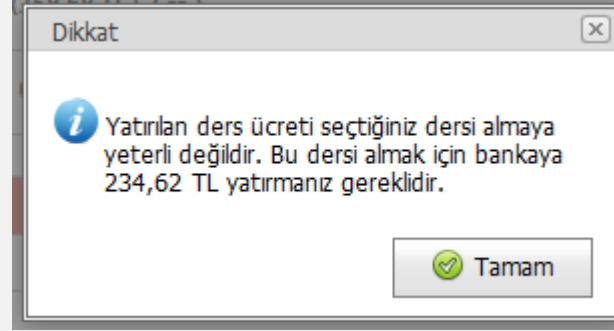 Dikkat
Yatırılan ders ücreti seçtiğiniz dersi almaya
yeterli değildir. Bu dersi almak için bankaya
234,62 TL yatırmanız gereklidir.
Tamam